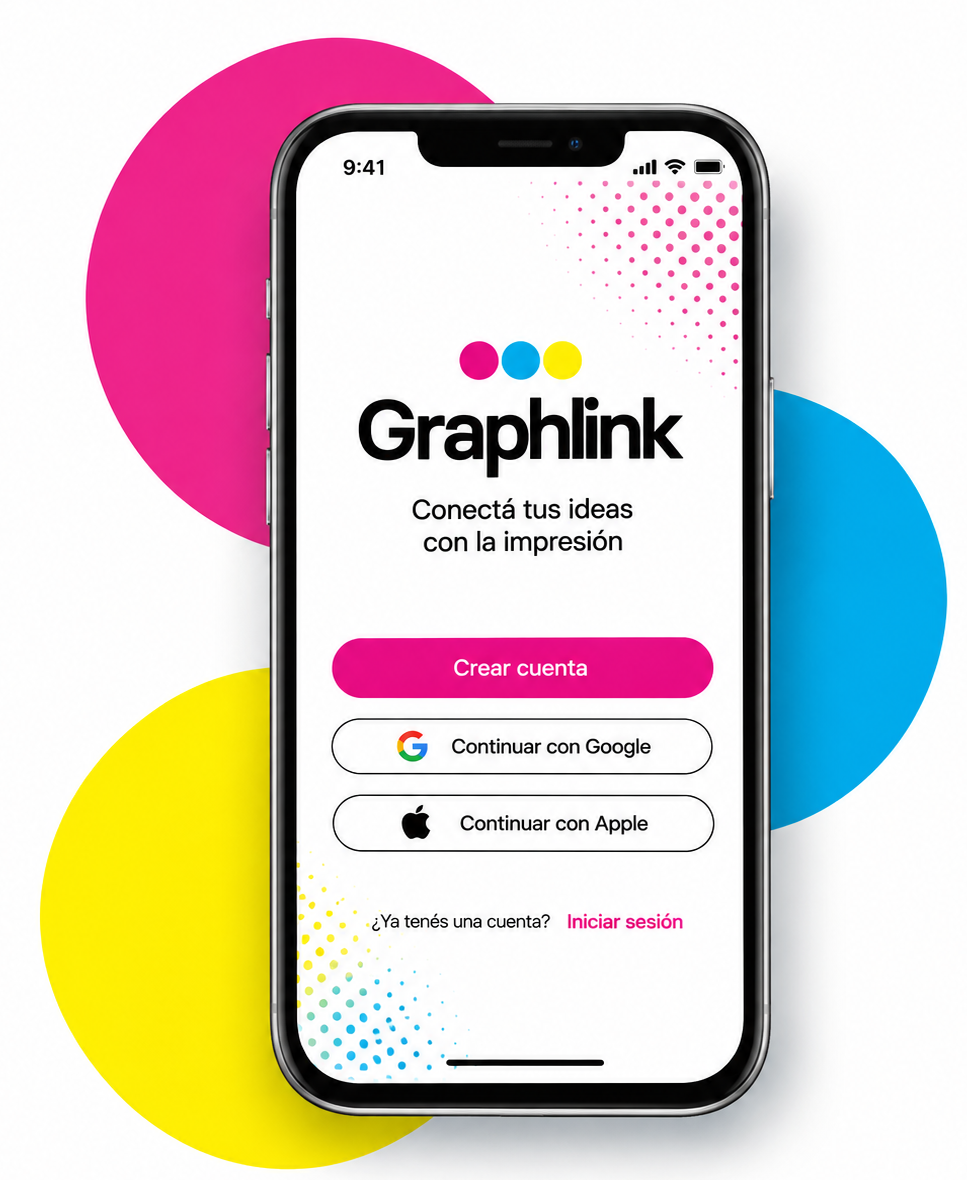 9:41
Graphlink
Conectá tus ideas
con la impresión
Crear cuenta
Continuar con Google
Continuar con Apple
¿Ya tenés una cuenta? Iniciar sesión